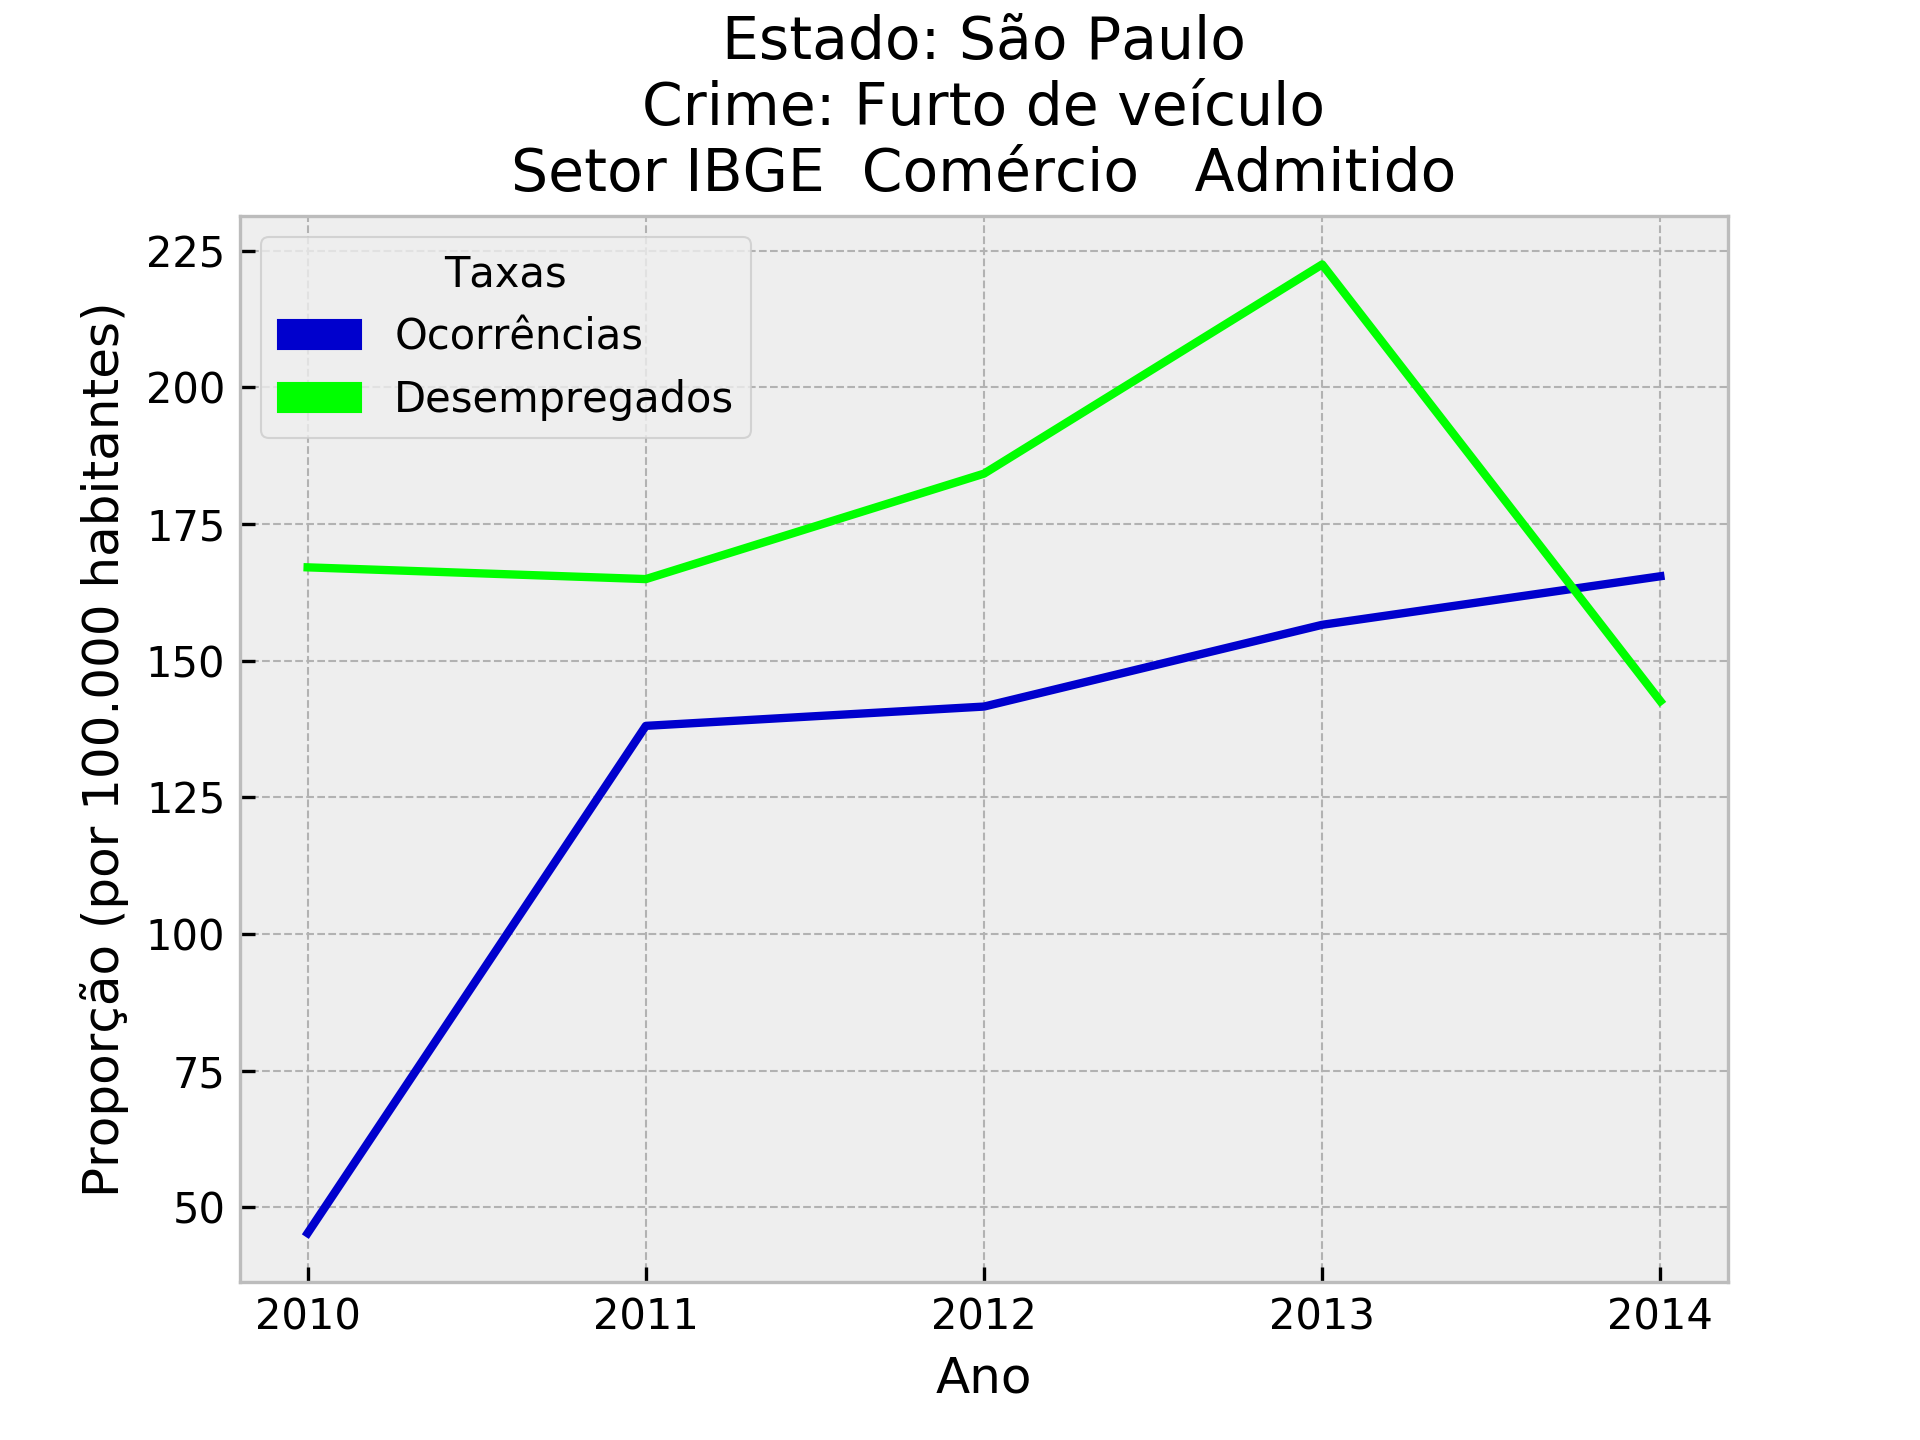 Estado: São Paulo
Crime: Furto de veículo
Setor IBGE  Comércio   Admitido
Proporção (por 100.000 habitantes)
225
200
175
150
125
100
75
50
Taxas
Ocorrências
Desempregados
2010 2011 2012 2013 2014
Ano